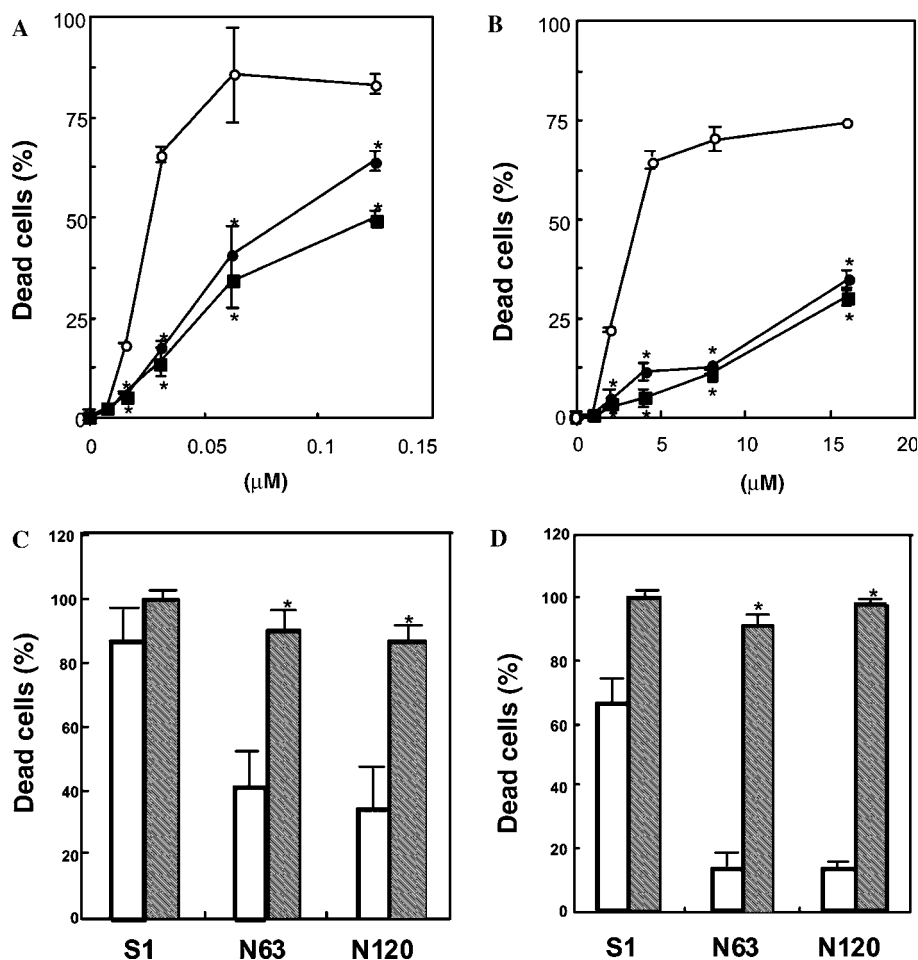 A
100
75
50
25
0
Dead cells (%)
* * * * * * * *
0 0.05 0.1 0.15
(μM)
B
100
75
50
25
0
Dead cells (%)
* * * * * * * *
0 5 10 15 20
(μM)
C
120
100
80
60
40
20
0
Dead cells (%)
* *
S1 N63 N120
D
120
100
80
60
40
20
0
Dead cells (%)
* *
S1 N63 N120